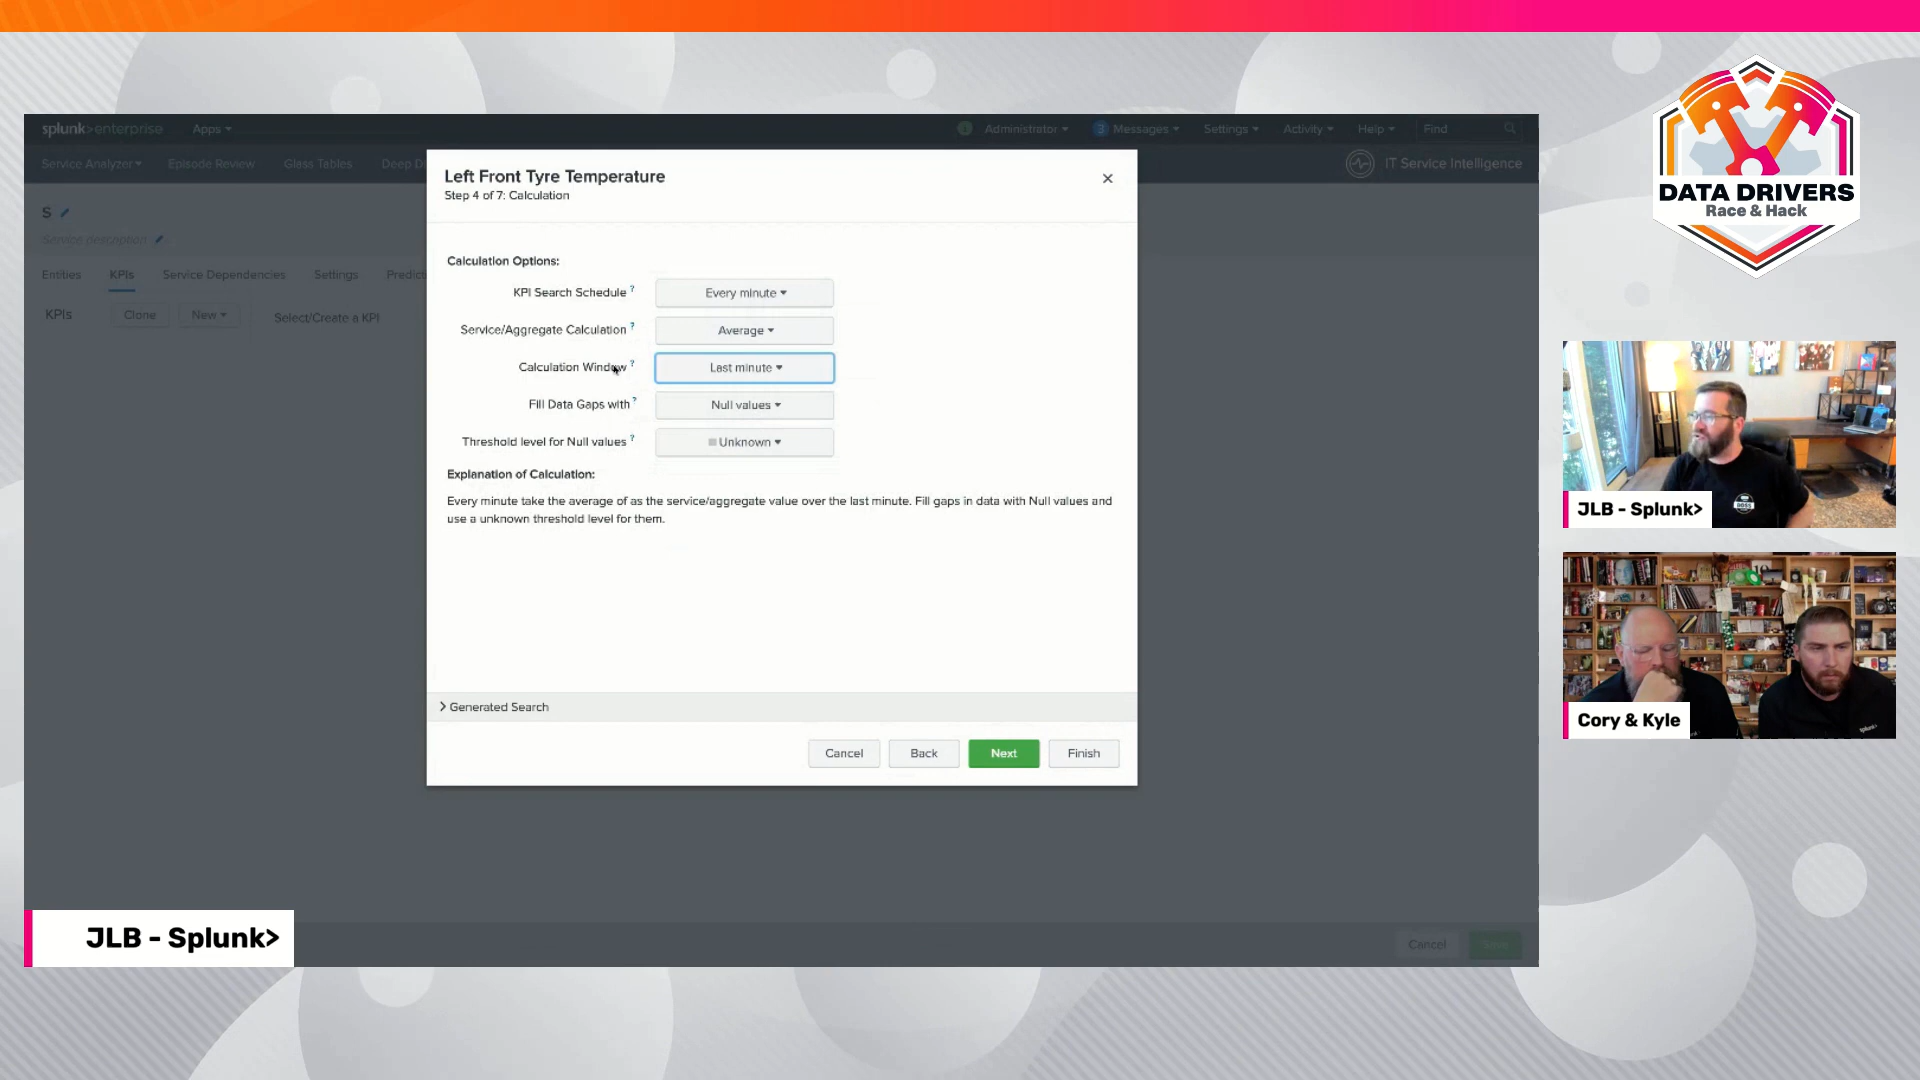 splunk>enterprise Apps
Administrator 3 Messages Settings Activity Help Find
Service Analyzer Episode Review Glass Tables Deep D
IT Service Intelligence
S
Service description
Entities KPIs Service Dependencies Settings Predict
KPIs Clone New Select/Create a KPI
Left Front Tyre Temperature
Step 4 of 7: Calculation
Calculation Options:
KPI Search Schedule ? Every minute
Service/Aggregate Calculation ? Average
Calculation Window ? Last minute
Fill Data Gaps with ? Null values
Threshold level for Null values ? Unknown
Explanation of Calculation:
Every minute take the average of as the service/aggregate value over the last minute. Fill gaps in data with Null values and
use a unknown threshold level for them.
Generated Search
Cancel Back Next Finish
Cancel Save
JLB - Splunk>
DATA DRIVERS
Race & Hack
JLB - Splunk>
Cory & Kyle